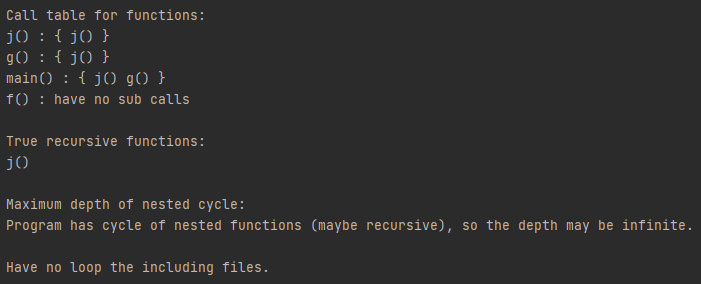 Call table for functions:
j() : { j() }
g() : { j() }
main() : { j() g() }
f() : have no sub calls
True recursive functions:
j()
Maximum depth of nested cycle:
Program has cycle of nested functions (maybe recursive), so the depth may be infinite.
Have no loop the including files.